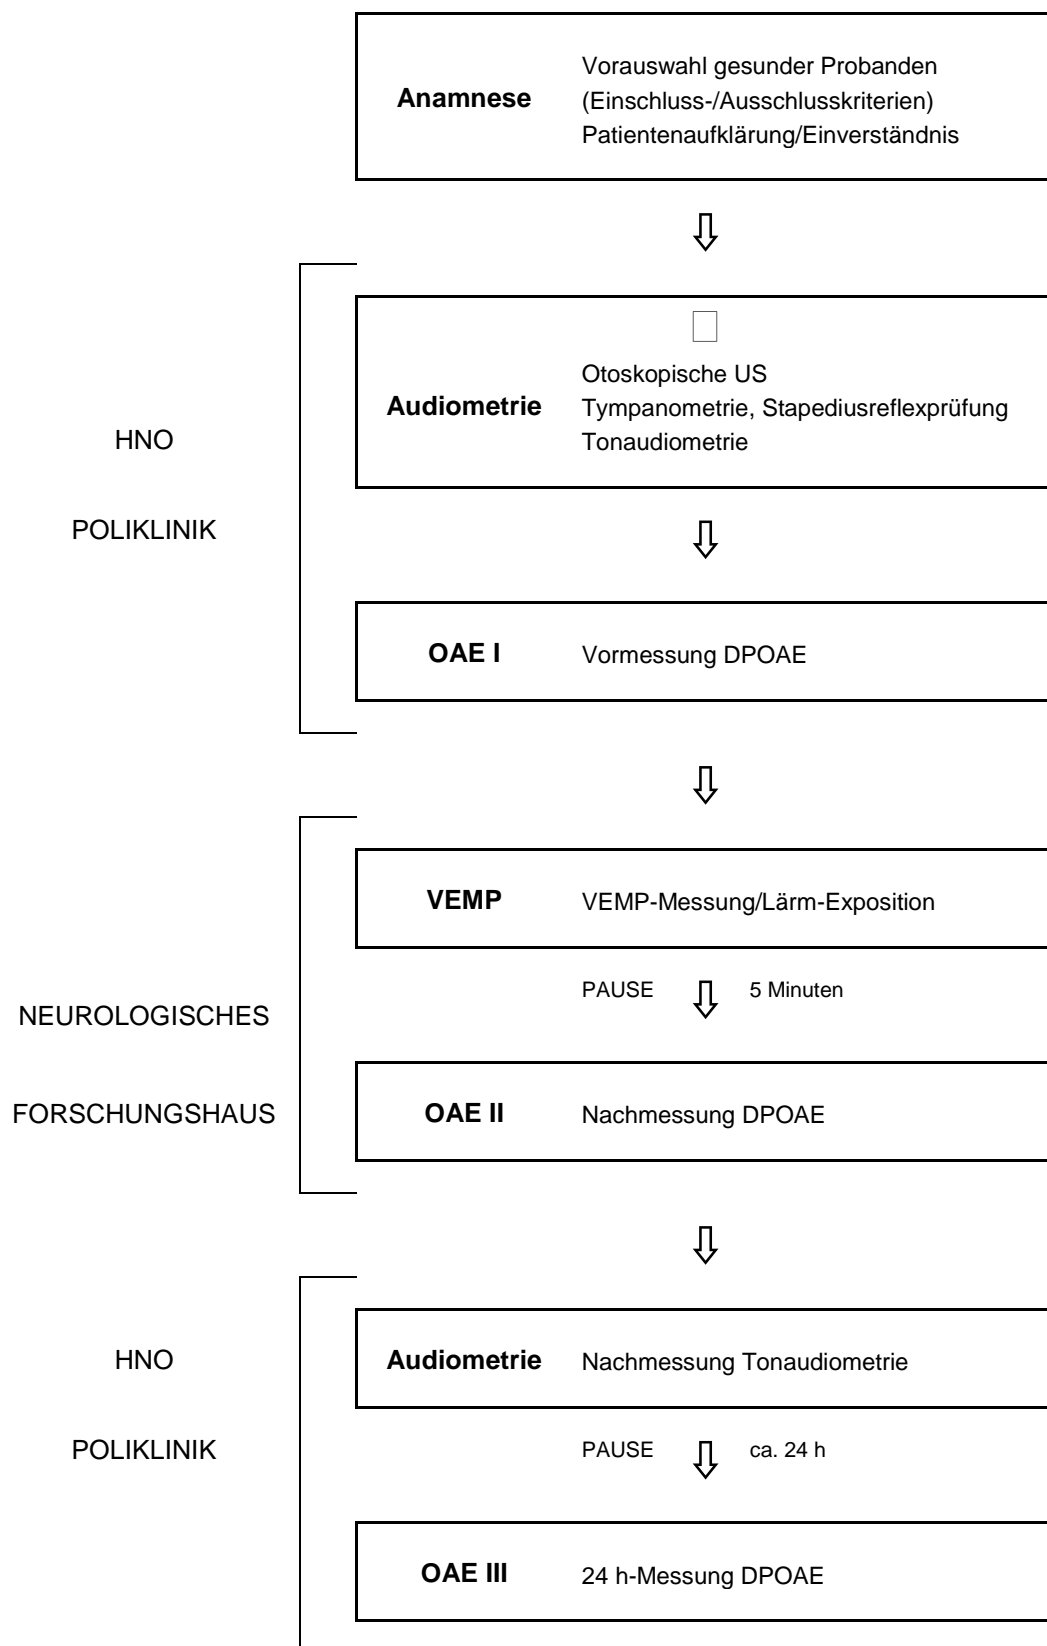 Anamnese
Vorauswahl gesunder Probanden
(Einschluss-/Ausschlusskriterien)
Patientenaufklärung/Einverständnis
HNO
POLIKLINIK
Audiometrie
Otoskopische US
Tympanometrie, Stapediusreflexprüfung
Tonaudiometrie
OAE I
Vormessung DPOAE
NEUROLOGISCHES
FORSCHUNGSHAUS
VEMP
VEMP-Messung/Lärm-Exposition
PAUSE 5 Minuten
OAE II
Nachmessung DPOAE
HNO
POLIKLINIK
Audiometrie
Nachmessung Tonaudiometrie
PAUSE ca. 24 h
OAE III
24 h-Messung DPOAE